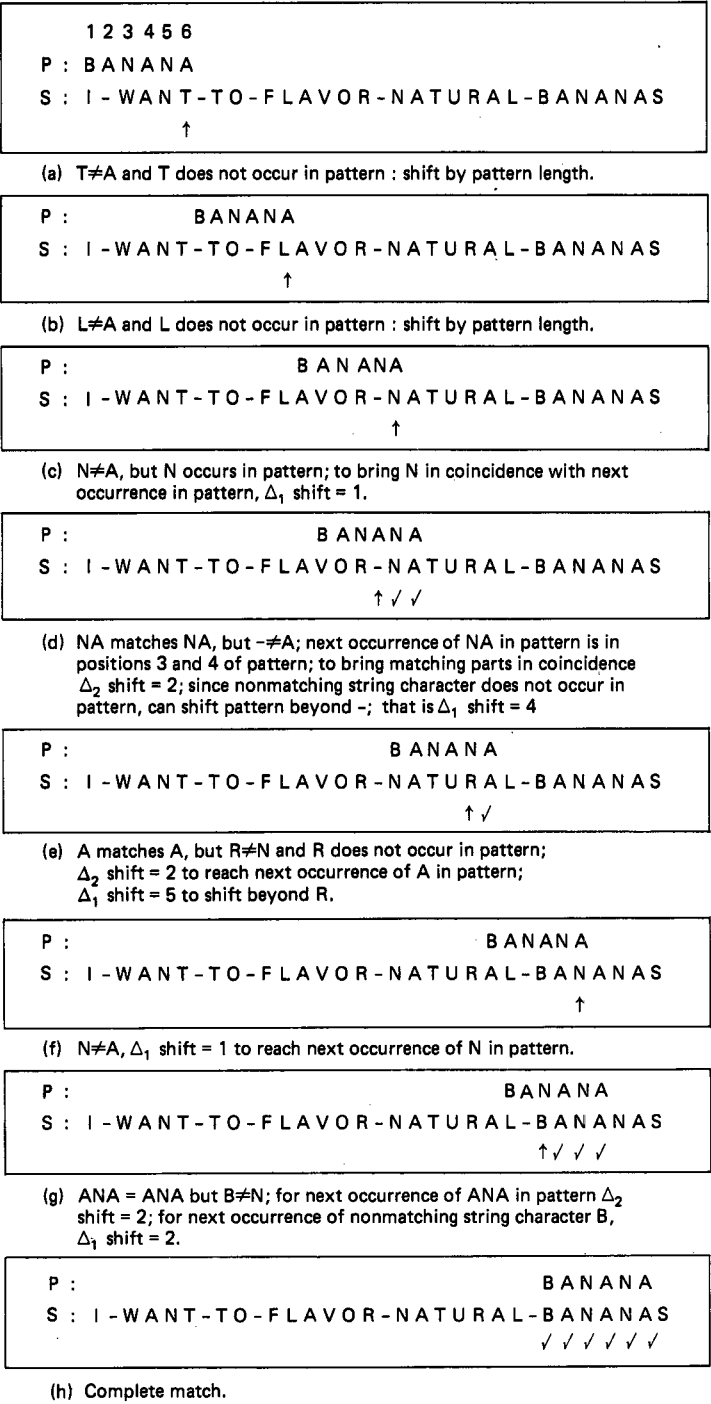 1 2 3 4 5 6
P : B A N A N A
S : I - W A N T - T O - F L A V O R - N A T U R A L - B A N A N A S
↑
(a) T≠A and T does not occur in pattern : shift by pattern length.
P : B A N A N A
S : I - W A N T - T O - F L A V O R - N A T U R A L - B A N A N A S
↑
(b) L≠A and L does not occur in pattern : shift by pattern length.
P : B A N A N A
S : I - W A N T - T O - F L A V O R - N A T U R A L - B A N A N A S
↑
(c) N≠A, but N occurs in pattern; to bring N in coincidence with next
occurrence in pattern, Δ₁ shift = 1.
P : B A N A N A
S : I - W A N T - T O - F L A V O R - N A T U R A L - B A N A N A S
↑ √ √
(d) NA matches NA, but -≠A; next occurrence of NA in pattern is in
positions 3 and 4 of pattern; to bring matching parts in coincidence
Δ₂ shift = 2; since nonmatching string character does not occur in
pattern, can shift pattern beyond -; that is Δ₁ shift = 4
P : B A N A N A
S : I - W A N T - T O - F L A V O R - N A T U R A L - B A N A N A S
↑ √
(e) A matches A, but R≠N and R does not occur in pattern;
Δ₂ shift = 2 to reach next occurrence of A in pattern;
Δ₁ shift = 5 to shift beyond R.
P : B A N A N A
S : I - W A N T - T O - F L A V O R - N A T U R A L - B A N A N A S
↑
(f) N≠A, Δ₁ shift = 1 to reach next occurrence of N in pattern.
P : B A N A N A
S : I - W A N T - T O - F L A V O R - N A T U R A L - B A N A N A S
↑ √ √ √
(g) ANA = ANA but B≠N; for next occurrence of ANA in pattern Δ₂
shift = 2; for next occurrence of nonmatching string character B,
Δ₁ shift = 2.
P : B A N A N A
S : I - W A N T - T O - F L A V O R - N A T U R A L - B A N A N A S
√ √ √ √ √ √
(h) Complete match.